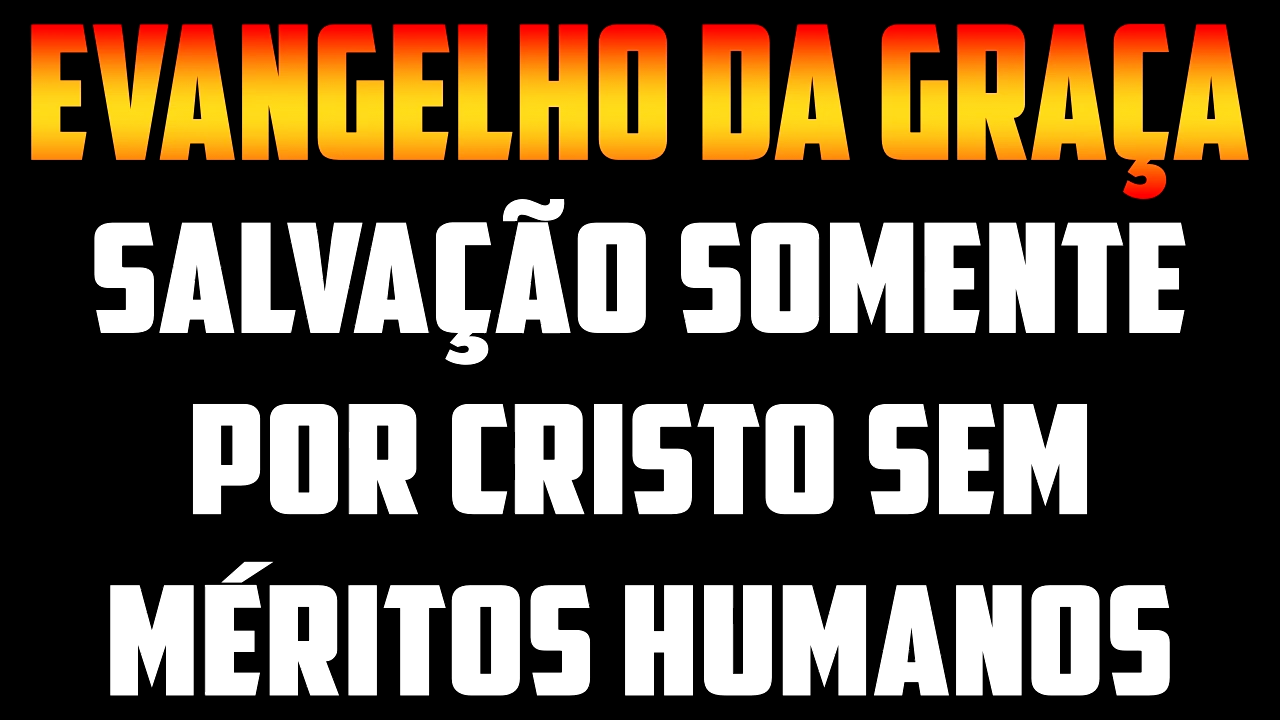 EVANGELHO DA GRAÇA
SALVAÇÃO SOMENTE
POR CRISTO SEM
MÉRITOS HUMANOS